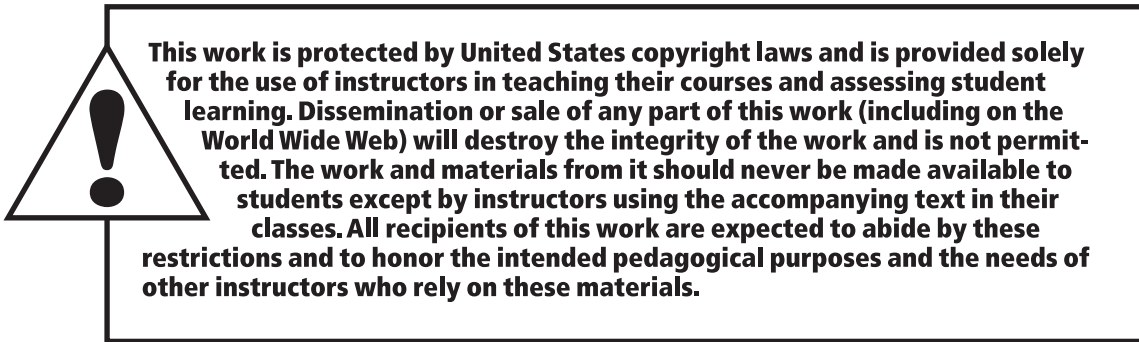 This work is protected by United States copyright laws and is provided solely
for the use of instructors in teaching their courses and assessing student
learning. Dissemination or sale of any part of this work (including on the
World Wide Web) will destroy the integrity of the work and is not permit-
ted. The work and materials from it should never be made available to
students except by instructors using the accompanying text in their
classes. All recipients of this work are expected to abide by these
restrictions and to honor the intended pedagogical purposes and the needs of
other instructors who rely on these materials.